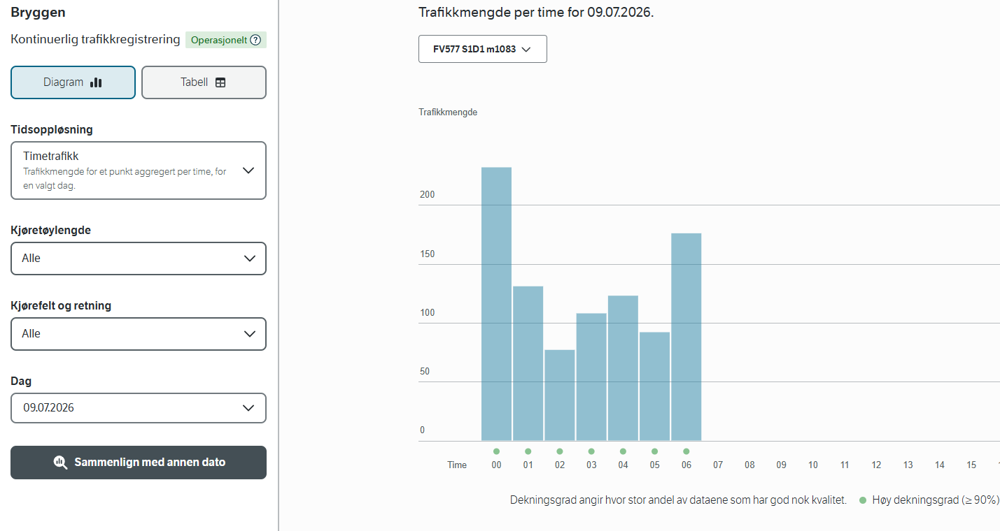 Bryggen
Kontinuerlig trafikkregistrering Operasjonelt ?
Diagram
Tabell
Tidsoppløsning
Timetrafikk
Trafikkmengde for et punkt aggregert per time, for
en valgt dag.
Kjøretøylengde
Alle
Kjørefelt og retning
Alle
Dag
09.07.2026
Sammenlign med annen dato
Trafikkmengde per time for 09.07.2026.
FV577 S1D1 m1083
Trafikkmengde
200
150
100
50
0
Time 00 01 02 03 04 05 06 07 08 09 10 11 12 13 14 15
Dekningsgrad angir hvor stor andel av dataene som har god nok kvalitet. Høy dekningsgrad (≥ 90%)